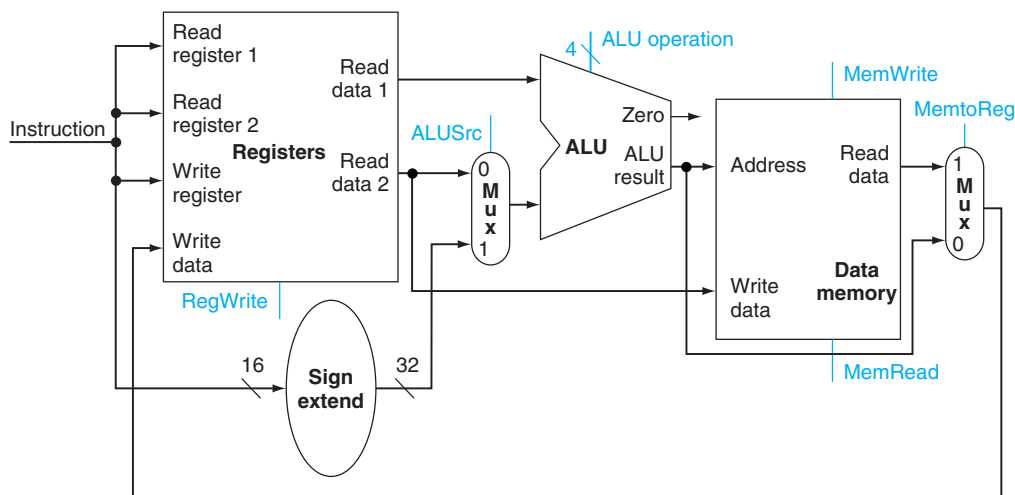 Instruction
Read
register 1
Read
register 2
Write
register
Write
data
Registers
Read
data 1
Read
data 2
RegWrite
16
Sign
extend
32
ALUSrc
0
Mux
1
4
ALU operation
ALU
Zero
ALU
result
MemWrite
Address
Write
data
Read
data
Data
memory
MemRead
MemtoReg
1
Mux
0